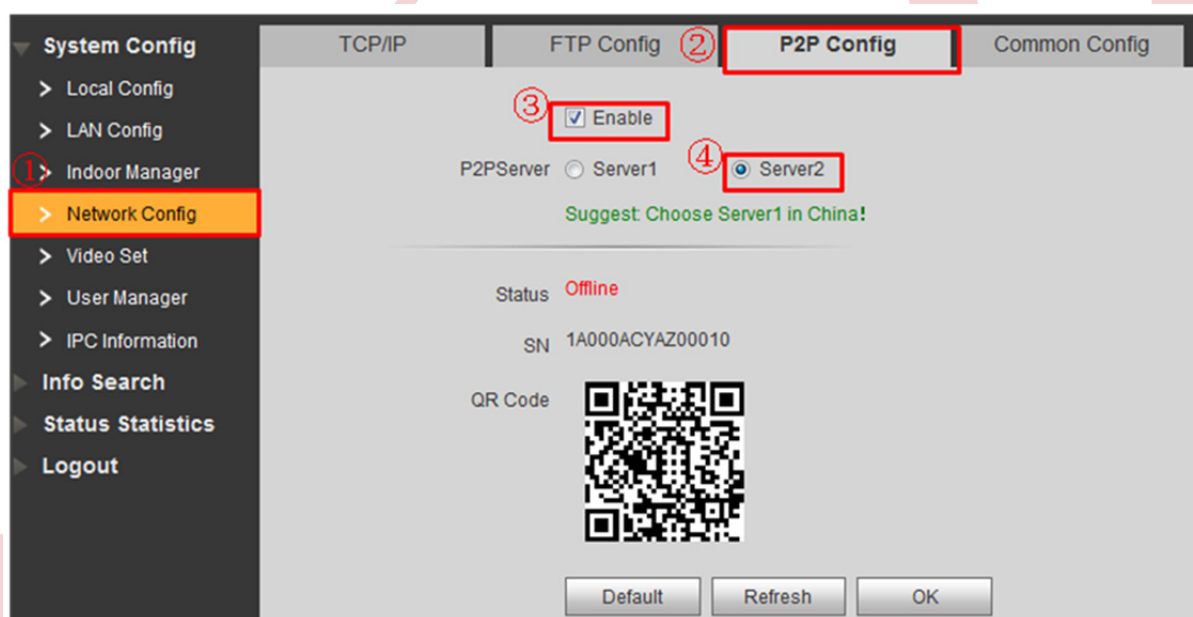 System Config
Local Config
LAN Config
① Indoor Manager
Network Config
Video Set
User Manager
IPC Information
Info Search
Status Statistics
Logout
TCP/IP FTP Config ② P2P Config Common Config
③ Enable
P2PServer Server1 ④ Server2
Suggest: Choose Server1 in China!
Status Offline
SN 1A000ACYAZ00010
QR Code
Default Refresh OK